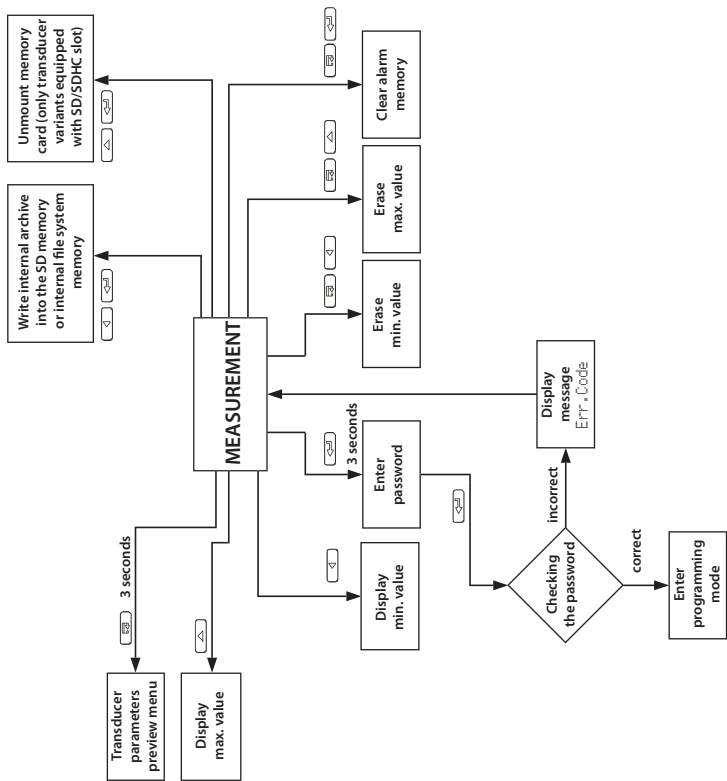 Write internal archive
into the SD memory
or internal file system
memory
Unmount memory
card (only transducer
variants equipped
with SD/SDHC slot)
Transducer
parameters
preview menu
3 seconds
Display
max. value
MEASUREMENT
3 seconds
Display
min. value
Enter
password
Erase
min. value
Erase
max. value
Clear alarm
memory
Checking
the password
incorrect
Display
message
Err.Code
correct
Enter
programming
mode